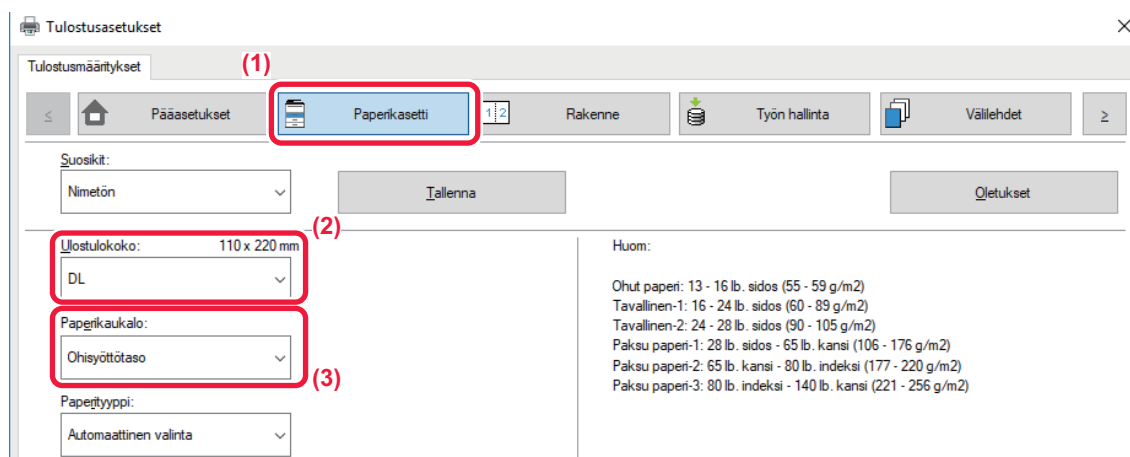 Tulostusasetukset
Tulostusmääritykset
(1)
≤ Pääasetukset Paperikasetti 1 2 Rakenne Työn hallinta Välilehdet ≥
Suosikit:
Nimetön Tallenna Oletukset
(2)
Ulostulokoko: 110 x 220 mm
DL
Paperikaukalo:
Ohisyöttötaso
(3)
Paperityyppi:
Automaattinen valinta
Huom:
Ohut paperi: 13 - 16 lb. sidos (55 - 59 g/m2)
Tavallinen-1: 16 - 24 lb. sidos (60 - 89 g/m2)
Tavallinen-2: 24 - 28 lb. sidos (90 - 105 g/m2)
Paksu paperi-1: 28 lb. sidos - 65 lb. kansi (106 - 176 g/m2)
Paksu paperi-2: 65 lb. kansi - 80 lb. indeksi (177 - 220 g/m2)
Paksu paperi-3: 80 lb. indeksi - 140 lb. kansi (221 - 256 g/m2)